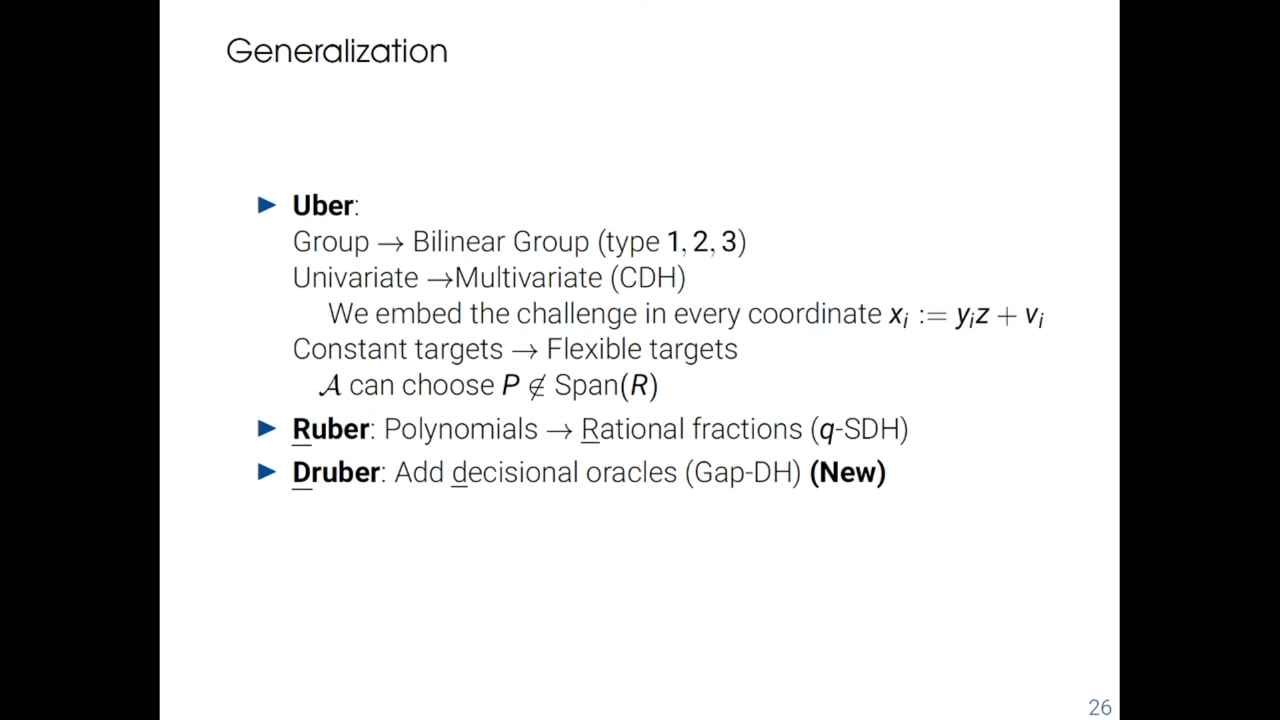 Generalization
▶ Uber:
Group → Bilinear Group (type 1, 2, 3)
Univariate →Multivariate (CDH)
We embed the challenge in every coordinate xᵢ := yᵢz + vᵢ
Constant targets → Flexible targets
𝒜 can choose P ∉ Span(R)
▶ Ruber: Polynomials → Rational fractions (q-SDH)
▶ Druber: Add decisional oracles (Gap-DH) (New)
26